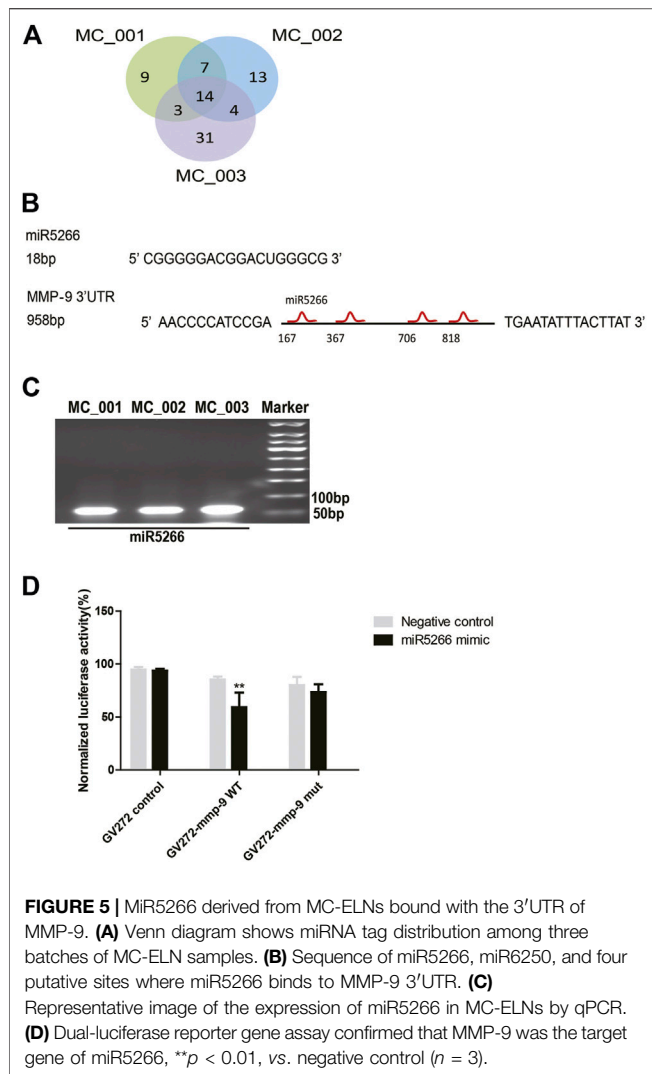 A
MC_001
MC_002
9
7
13
14
3
4
31
MC_003
B
miR5266
18bp
5' CGGGGGACGGACUGGGCG 3'
MMP-9 3'UTR
958bp
5' AACCCCATCCGA
miR5266
TGAATATTTACTTAT 3'
167
367
706
818
C
MC_001 MC_002 MC_003 Marker
100bp
50bp
miR5266
D
Normalized luciferase activity(%)
150
100
50
0
**
Negative control
miR5266 mimic
GV272 control
GV272-mmp-9 WT
GV272-mmp-9 mut
FIGURE 5 | MiR5266 derived from MC-ELNs bound with the 3′UTR of
MMP-9. (A) Venn diagram shows miRNA tag distribution among three
batches of MC-ELN samples. (B) Sequence of miR5266, miR6250, and four
putative sites where miR5266 binds to MMP-9 3′UTR. (C)
Representative image of the expression of miR5266 in MC-ELNs by qPCR.
(D) Dual-luciferase reporter gene assay confirmed that MMP-9 was the target
gene of miR5266, **p < 0.01, vs. negative control (n = 3).